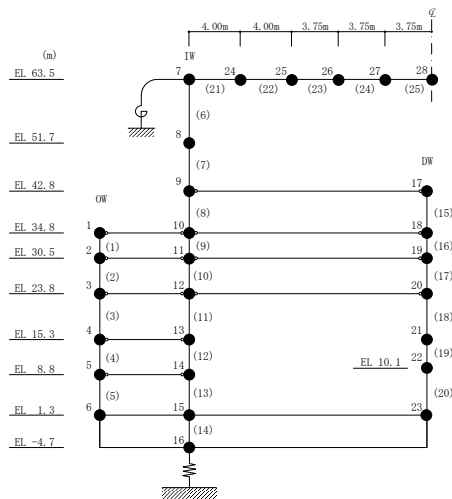 ℄
4.00m 4.00m 3.75m 3.75m 3.75m
(m) IW
EL 63.5 7 24 25 26 27 28
(21) (22) (23) (24) (25)
(6)
EL 51.7 8
(7) DW
EL 42.8 9 17
OW (8) (15)
EL 34.8 1 10 18
(1) (9) (16)
EL 30.5 2 11 19
(2) (10) (17)
EL 23.8 3 12 20
(3) (11) (18)
EL 15.3 4 13 21
(4) (12) (19)
EL 10.1 22
EL 8.8 5 14
(5) (13) (20)
EL 1.3 6 15 23
(14)
EL -4.7 16